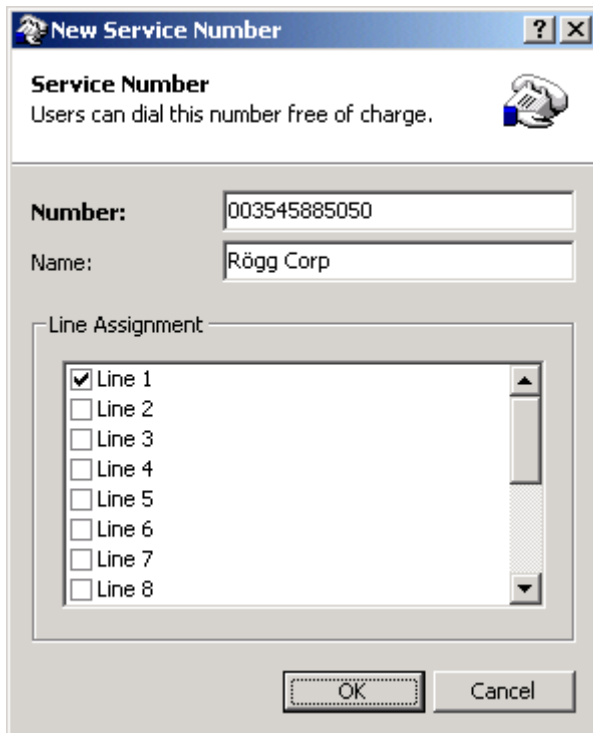 New Service Number
Service Number
Users can dial this number free of charge.
Number: 003545885050
Name: Rögg Corp
Line Assignment
Line 1
Line 2
Line 3
Line 4
Line 5
Line 6
Line 7
Line 8
OK Cancel